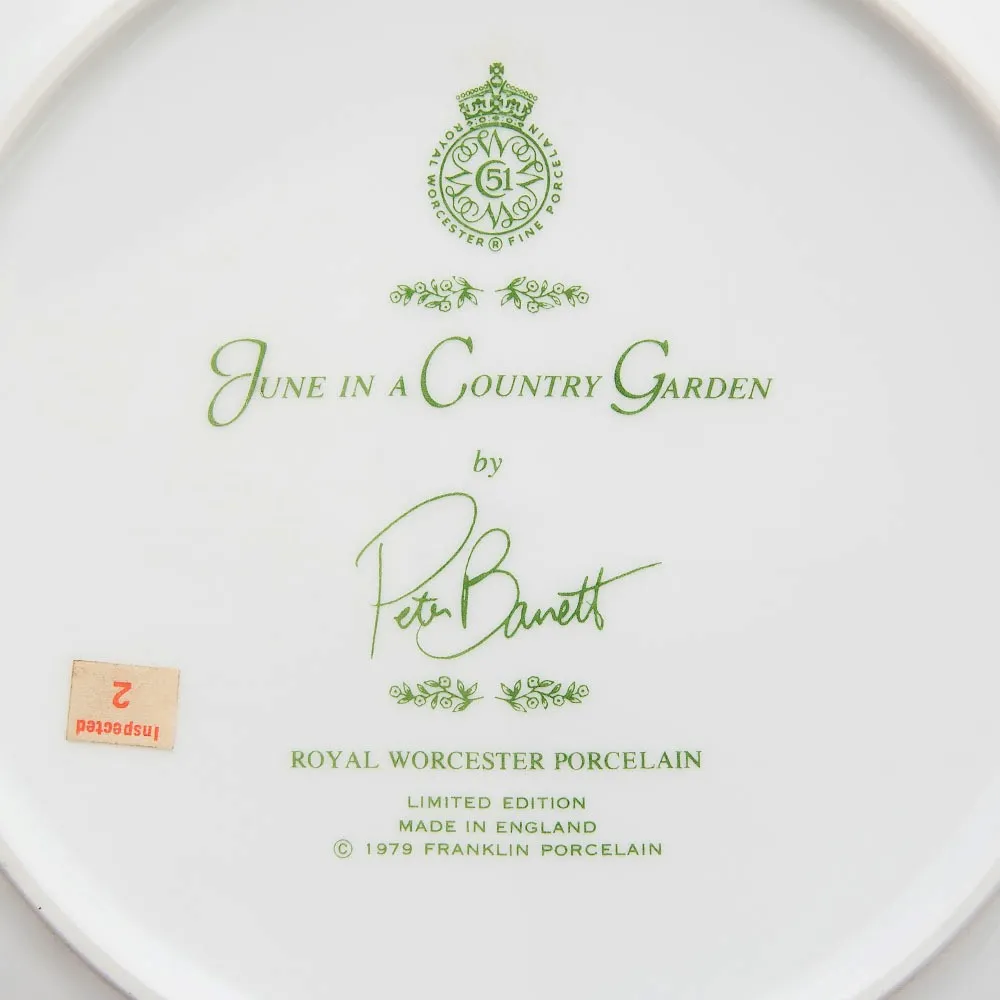 ROYAL WORCESTER ® FINE PORCELAIN
C 51
JUNE IN A COUNTRY GARDEN
by
Peter Barrett
Inspected
2
ROYAL WORCESTER PORCELAIN
LIMITED EDITION
MADE IN ENGLAND
© 1979 FRANKLIN PORCELAIN